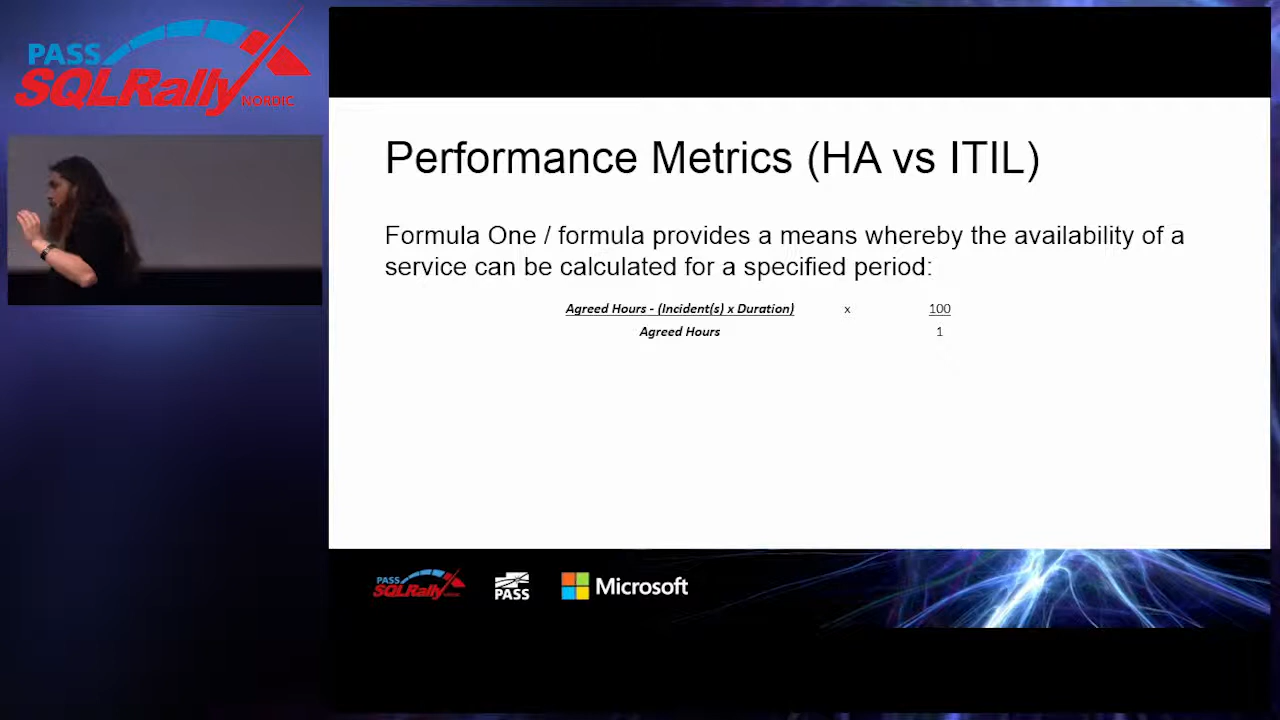 PASS
SQLRally
NORDIC
Performance Metrics (HA vs ITIL)
Formula One / formula provides a means whereby the availability of a
service can be calculated for a specified period:
Agreed Hours - (Incident(s) x Duration) x 100
Agreed Hours 1
PASS
SQLRally
PASS
Microsoft